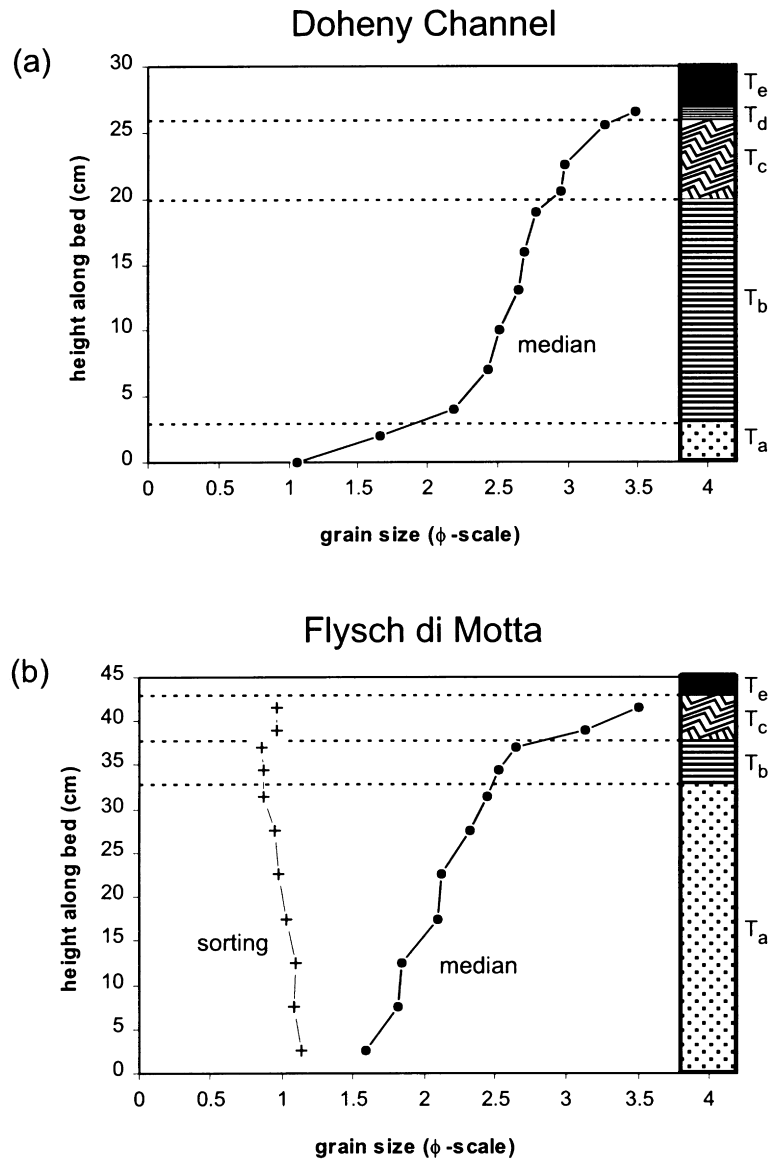 Doheny Channel
(a)
30
25
20
15
10
5
0
height along bed (cm)
median
0 0.5 1 1.5 2 2.5 3 3.5 4
grain size (ϕ-scale)
Te
Td
Tc
Tb
Ta
Flysch di Motta
(b)
45
40
35
30
25
20
15
10
5
0
height along bed (cm)
sorting
median
0 0.5 1 1.5 2 2.5 3 3.5 4
grain size (ϕ-scale)
Te
Tc
Tb
Ta